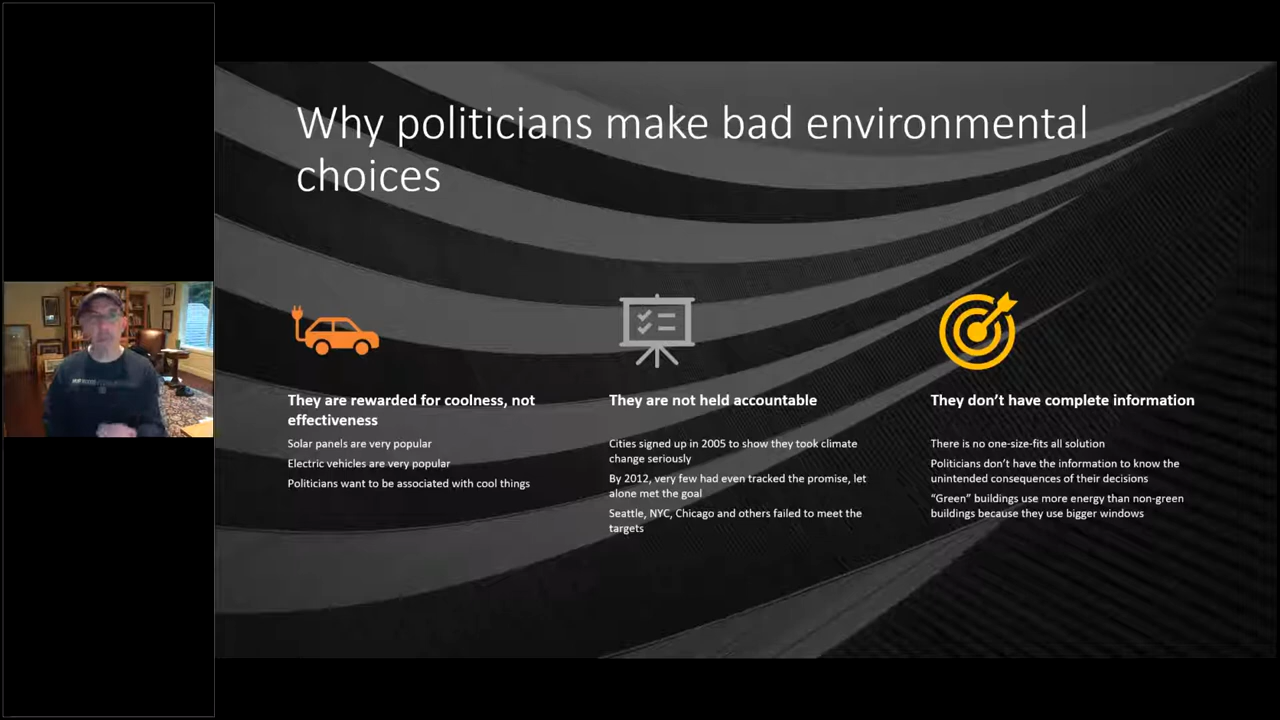 Why politicians make bad environmental
choices
They are rewarded for coolness, not
effectiveness
Solar panels are very popular
Electric vehicles are very popular
Politicians want to be associated with cool things
They are not held accountable
Cities signed up in 2005 to show they took climate
change seriously
By 2012, very few had even tracked the promise, let
alone met the goal
Seattle, NYC, Chicago and others failed to meet the
targets
They don’t have complete information
There is no one-size-fits all solution
Politicians don’t have the information to know the
unintended consequences of their decisions
“Green” buildings use more energy than non-green
buildings because they use bigger windows